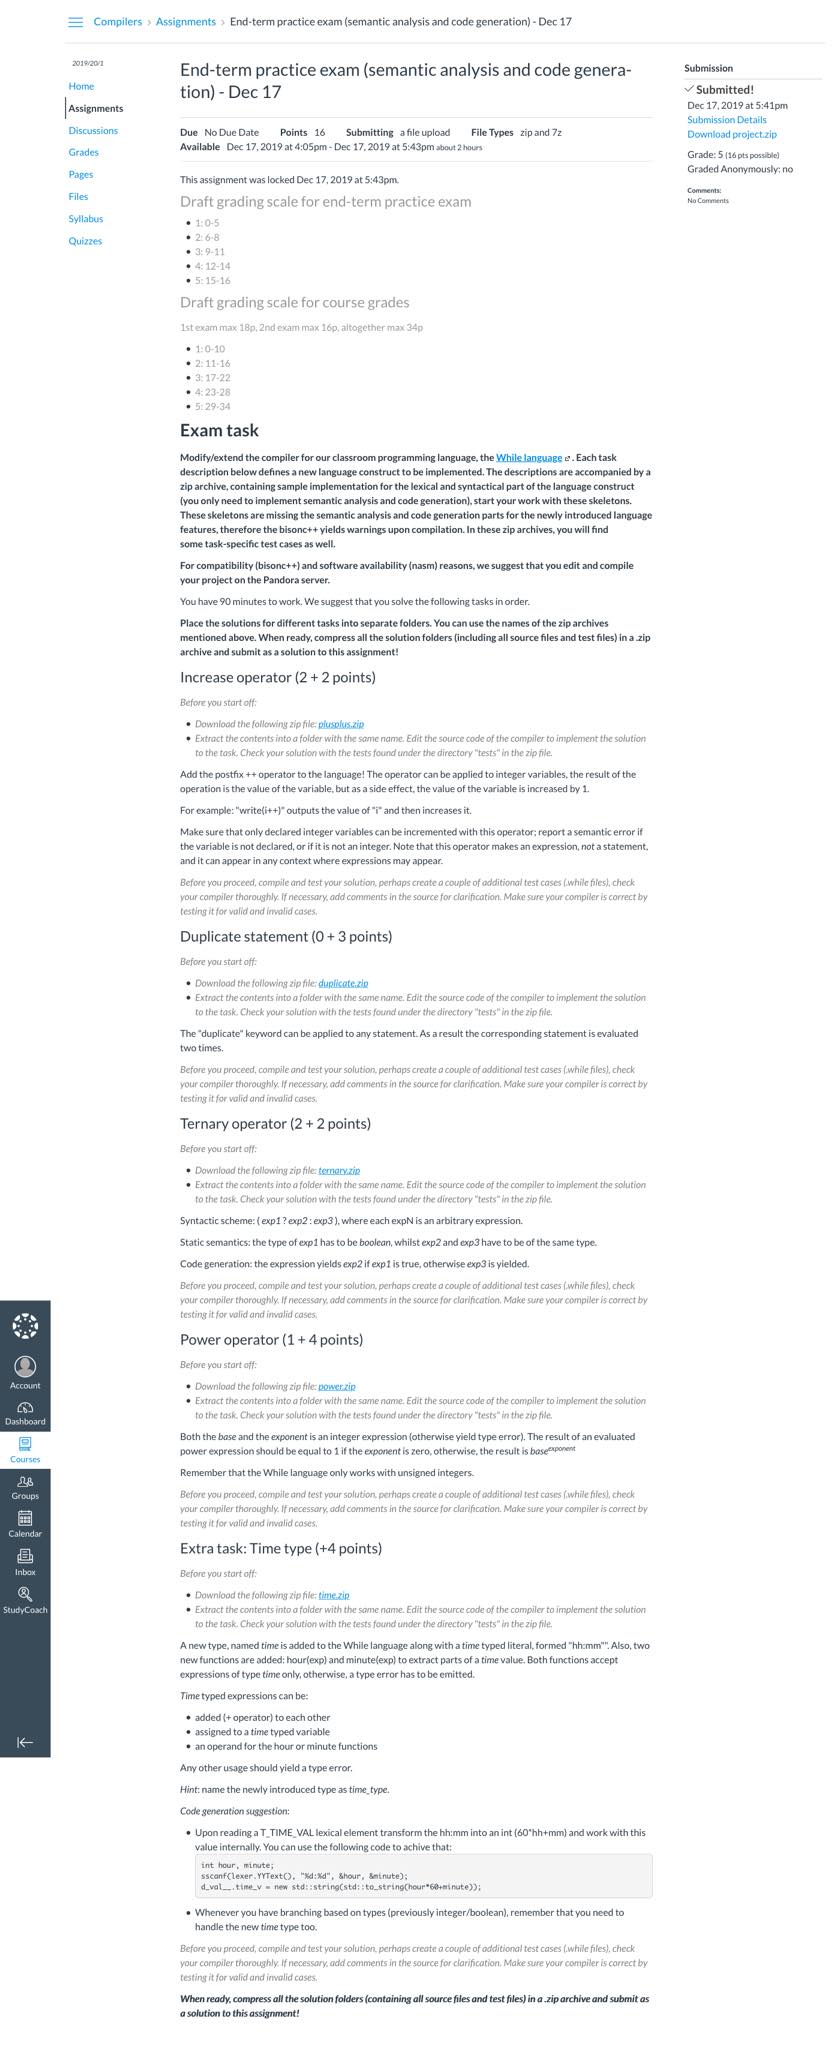 Compilers › Assignments › End-term practice exam (semantic analysis and code generation) - Dec 17
2019/20/1
Home
Assignments
Discussions
Grades
Pages
Files
Syllabus
Quizzes
End-term practice exam (semantic analysis and code genera-
tion) - Dec 17
Due No Due Date Points 16 Submitting a file upload File Types zip and 7z
Available Dec 17, 2019 at 4:05pm - Dec 17, 2019 at 5:43pm about 2 hours
This assignment was locked Dec 17, 2019 at 5:43pm.
Draft grading scale for end-term practice exam
• 1: 0-5
• 2: 6-8
• 3: 9-11
• 4: 12-14
• 5: 15-16
Draft grading scale for course grades
1st exam max 18p, 2nd exam max 16p, altogether max 34p
• 1: 0-10
• 2: 11-16
• 3: 17-22
• 4: 23-28
• 5: 29-34
Exam task
Modify/extend the compiler for our classroom programming language, the While language . Each task
description below defines a new language construct to be implemented. The descriptions are accompanied by a
zip archive, containing sample implementation for the lexical and syntactical part of the language construct
(you only need to implement semantic analysis and code generation), start your work with these skeletons.
These skeletons are missing the semantic analysis and code generation parts for the newly introduced language
features, therefore the bisonc++ yields warnings upon compilation. In these zip archives, you will find
some task-specific test cases as well.
For compatibility (bisonc++) and software availability (nasm) reasons, we suggest that you edit and compile
your project on the Pandora server.
You have 90 minutes to work. We suggest that you solve the following tasks in order.
Place the solutions for different tasks into separate folders. You can use the names of the zip archives
mentioned above. When ready, compress all the solution folders (including all source files and test files) in a .zip
archive and submit as a solution to this assignment!
Increase operator (2 + 2 points)
Before you start off:
• Download the following zip file: plusplus.zip
• Extract the contents into a folder with the same name. Edit the source code of the compiler to implement the solution
to the task. Check your solution with the tests found under the directory "tests" in the zip file.
Add the postfix ++ operator to the language! The operator can be applied to integer variables, the result of the
operation is the value of the variable, but as a side effect, the value of the variable is increased by 1.
For example: "write(i++)" outputs the value of "i" and then increases it.
Make sure that only declared integer variables can be incremented with this operator; report a semantic error if
the variable is not declared, or if it is not an integer. Note that this operator makes an expression, not a statement,
and it can appear in any context where expressions may appear.
Before you proceed, compile and test your solution, perhaps create a couple of additional test cases (.while files), check
your compiler thoroughly. If necessary, add comments in the source for clarification. Make sure your compiler is correct by
testing it for valid and invalid cases.
Duplicate statement (0 + 3 points)
Before you start off:
• Download the following zip file: duplicate.zip
• Extract the contents into a folder with the same name. Edit the source code of the compiler to implement the solution
to the task. Check your solution with the tests found under the directory "tests" in the zip file.
The "duplicate" keyword can be applied to any statement. As a result the corresponding statement is evaluated
two times.
Before you proceed, compile and test your solution, perhaps create a couple of additional test cases (.while files), check
your compiler thoroughly. If necessary, add comments in the source for clarification. Make sure your compiler is correct by
testing it for valid and invalid cases.
Ternary operator (2 + 2 points)
Before you start off:
• Download the following zip file: ternary.zip
• Extract the contents into a folder with the same name. Edit the source code of the compiler to implement the solution
to the task. Check your solution with the tests found under the directory "tests" in the zip file.
Syntactic scheme: ( exp1 ? exp2 : exp3 ), where each expN is an arbitrary expression.
Static semantics: the type of exp1 has to be boolean, whilst exp2 and exp3 have to be of the same type.
Code generation: the expression yields exp2 if exp1 is true, otherwise exp3 is yielded.
Before you proceed, compile and test your solution, perhaps create a couple of additional test cases (.while files), check
your compiler thoroughly. If necessary, add comments in the source for clarification. Make sure your compiler is correct by
testing it for valid and invalid cases.
Power operator (1 + 4 points)
Before you start off:
• Download the following zip file: power.zip
• Extract the contents into a folder with the same name. Edit the source code of the compiler to implement the solution
to the task. Check your solution with the tests found under the directory "tests" in the zip file.
Both the base and the exponent is an integer expression (otherwise yield type error). The result of an evaluated
power expression should be equal to 1 if the exponent is zero, otherwise, the result is base^exponent
Remember that the While language only works with unsigned integers.
Before you proceed, compile and test your solution, perhaps create a couple of additional test cases (.while files), check
your compiler thoroughly. If necessary, add comments in the source for clarification. Make sure your compiler is correct by
testing it for valid and invalid cases.
Extra task: Time type (+4 points)
Before you start off:
• Download the following zip file: time.zip
• Extract the contents into a folder with the same name. Edit the source code of the compiler to implement the solution
to the task. Check your solution with the tests found under the directory "tests" in the zip file.
A new type, named time is added to the While language along with a time typed literal, formed "hh:mm"". Also, two
new functions are added: hour(exp) and minute(exp) to extract parts of a time value. Both functions accept
expressions of type time only, otherwise, a type error has to be emitted.
Time typed expressions can be:
• added (+ operator) to each other
• assigned to a time typed variable
• an operand for the hour or minute functions
Any other usage should yield a type error.
Hint: name the newly introduced type as time_type.
Code generation suggestion:
• Upon reading a T_TIME_VAL lexical element transform the hh:mm into an int (60*hh+mm) and work with this
value internally. You can use the following code to achive that:
int hour, minute;
sscanf(lexer.YYText(), "%d:%d", &hour, &minute);
d_val__.time_v = new std::string(std::to_string(hour*60+minute));
• Whenever you have branching based on types (previously integer/boolean), remember that you need to
handle the new time type too.
Before you proceed, compile and test your solution, perhaps create a couple of additional test cases (.while files), check
your compiler thoroughly. If necessary, add comments in the source for clarification. Make sure your compiler is correct by
testing it for valid and invalid cases.
When ready, compress all the solution folders (containing all source files and test files) in a .zip archive and submit as
a solution to this assignment!
Submission
Submitted!
Dec 17, 2019 at 5:41pm
Submission Details
Download project.zip
Grade: 5 (16 pts possible)
Graded Anonymously: no
Comments:
No Comments
Account
Dashboard
Courses
Groups
Calendar
Inbox
StudyCoach